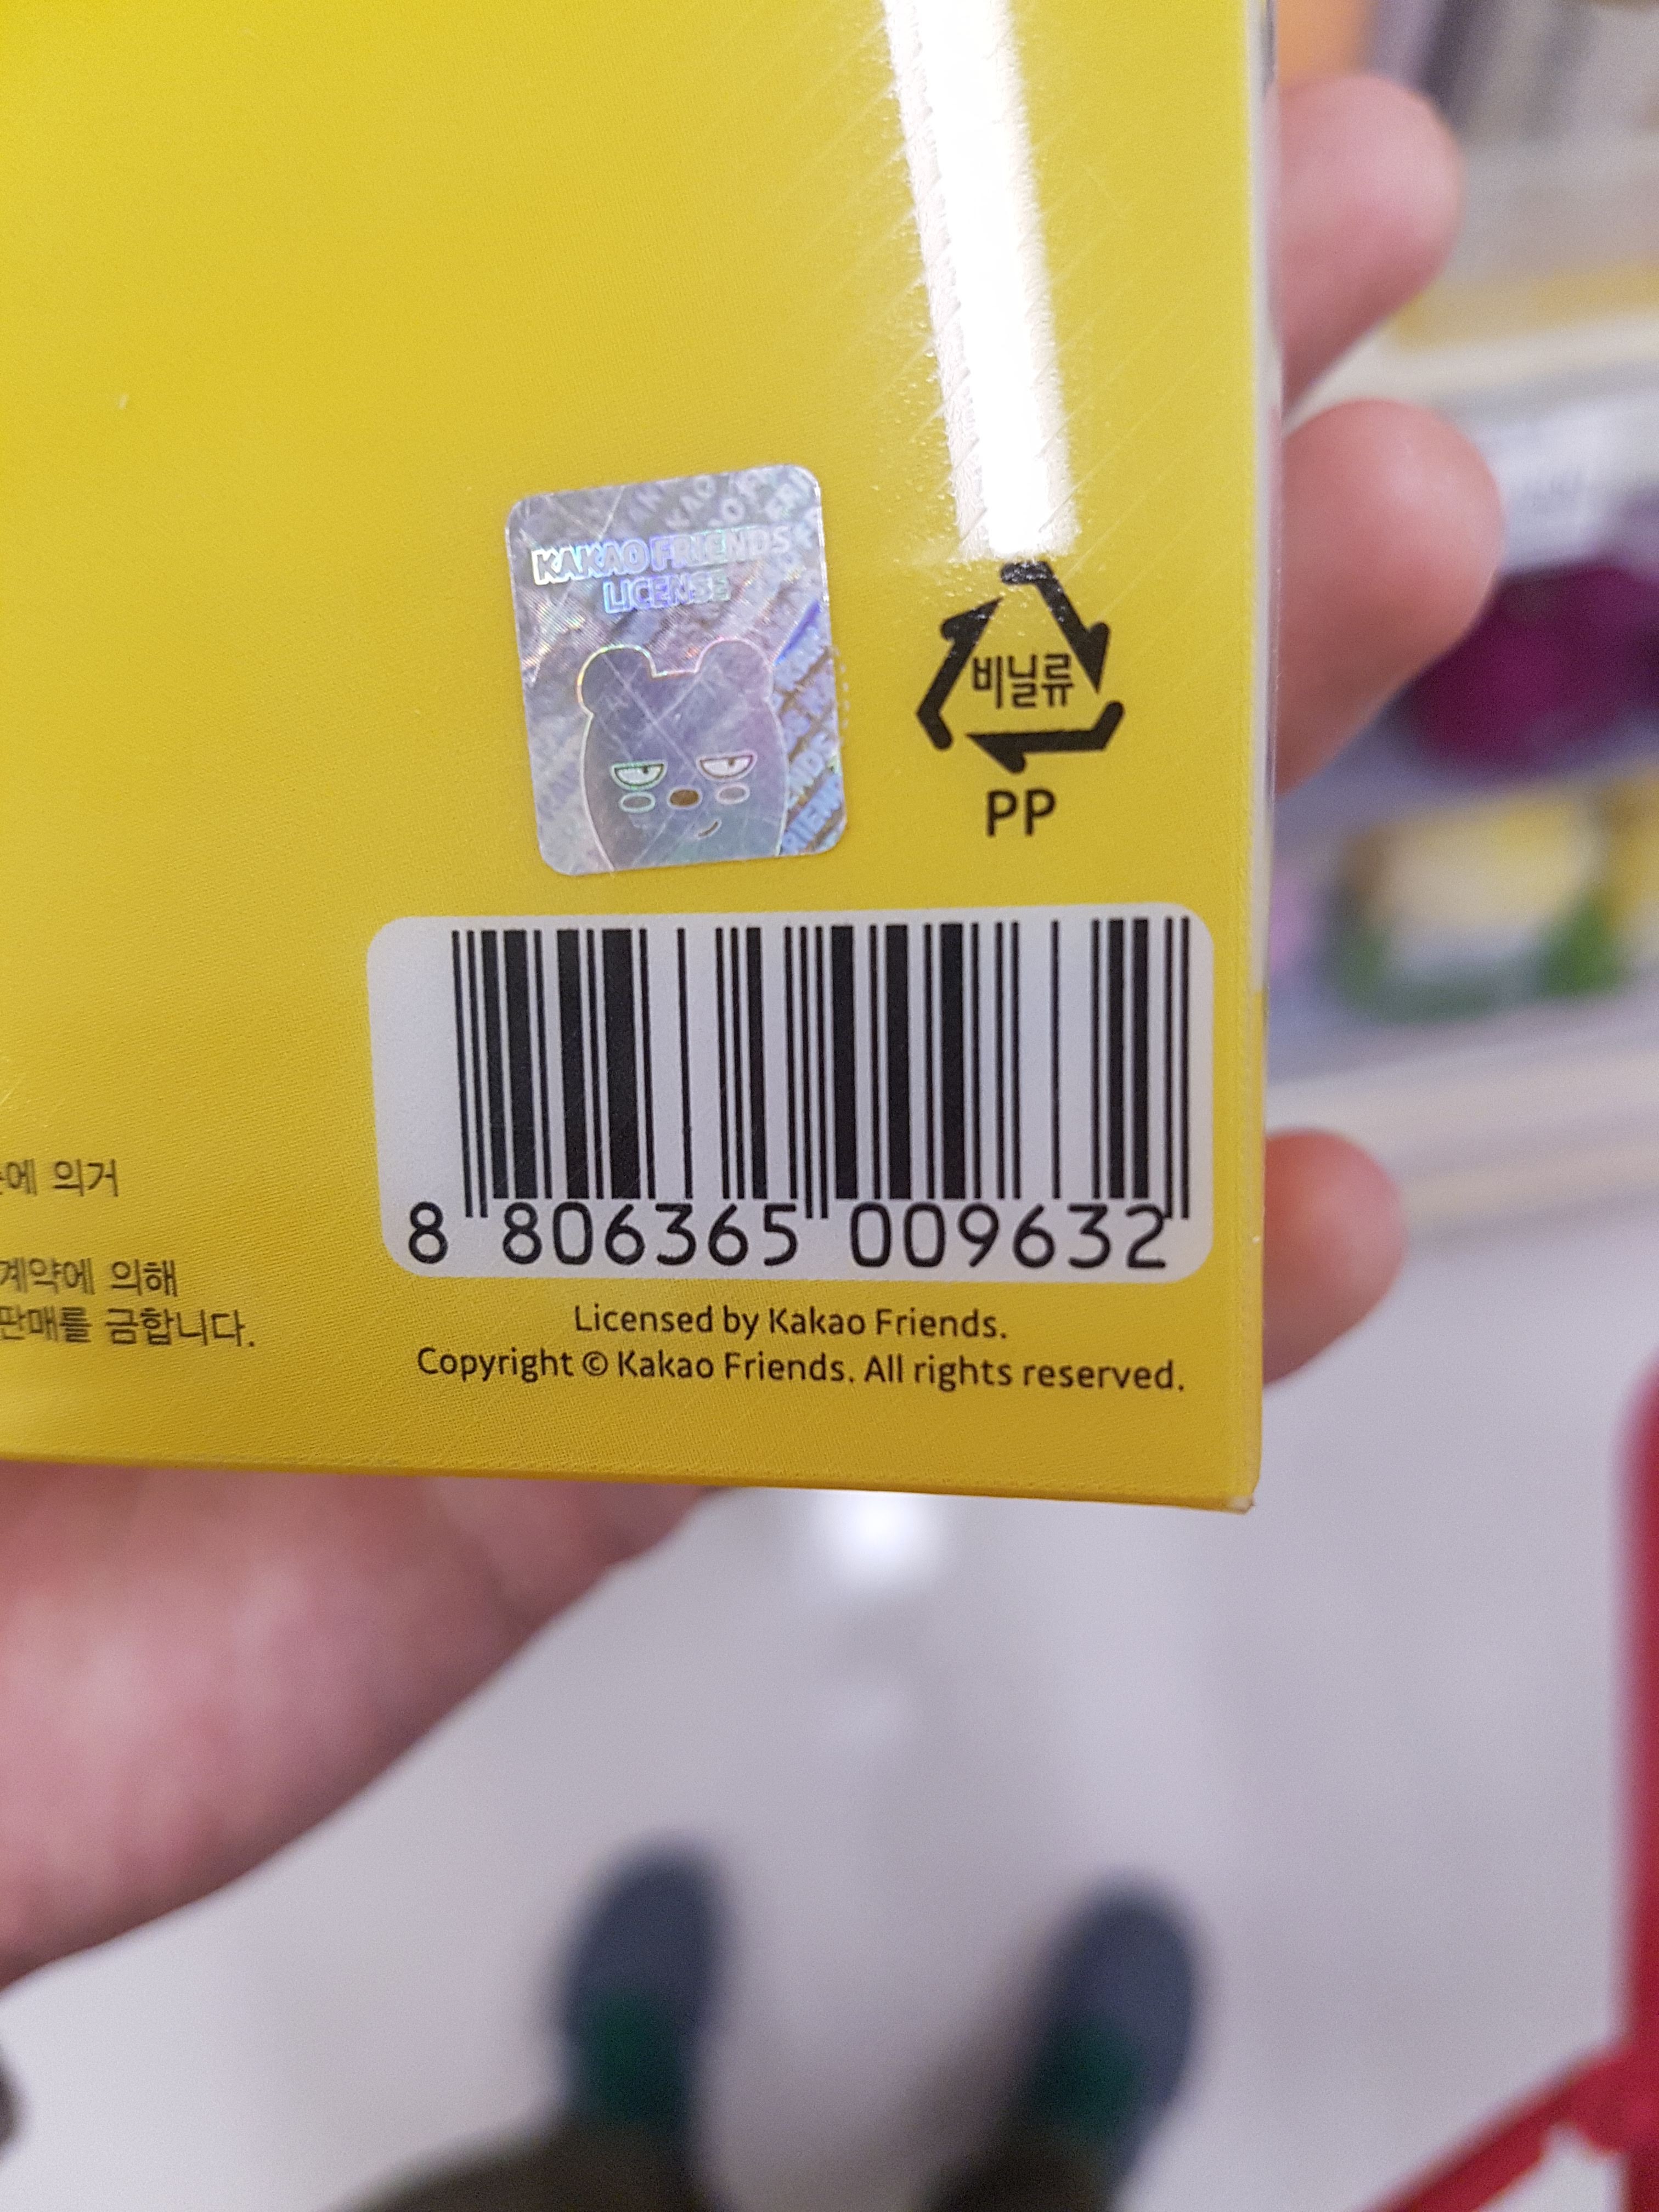 KAKAO FRIENDS
LICENSE
비닐류
PP
의거
8 806365 009632
계약에 의해
판매를 금합니다.
Licensed by Kakao Friends.
Copyright © Kakao Friends. All rights reserved.